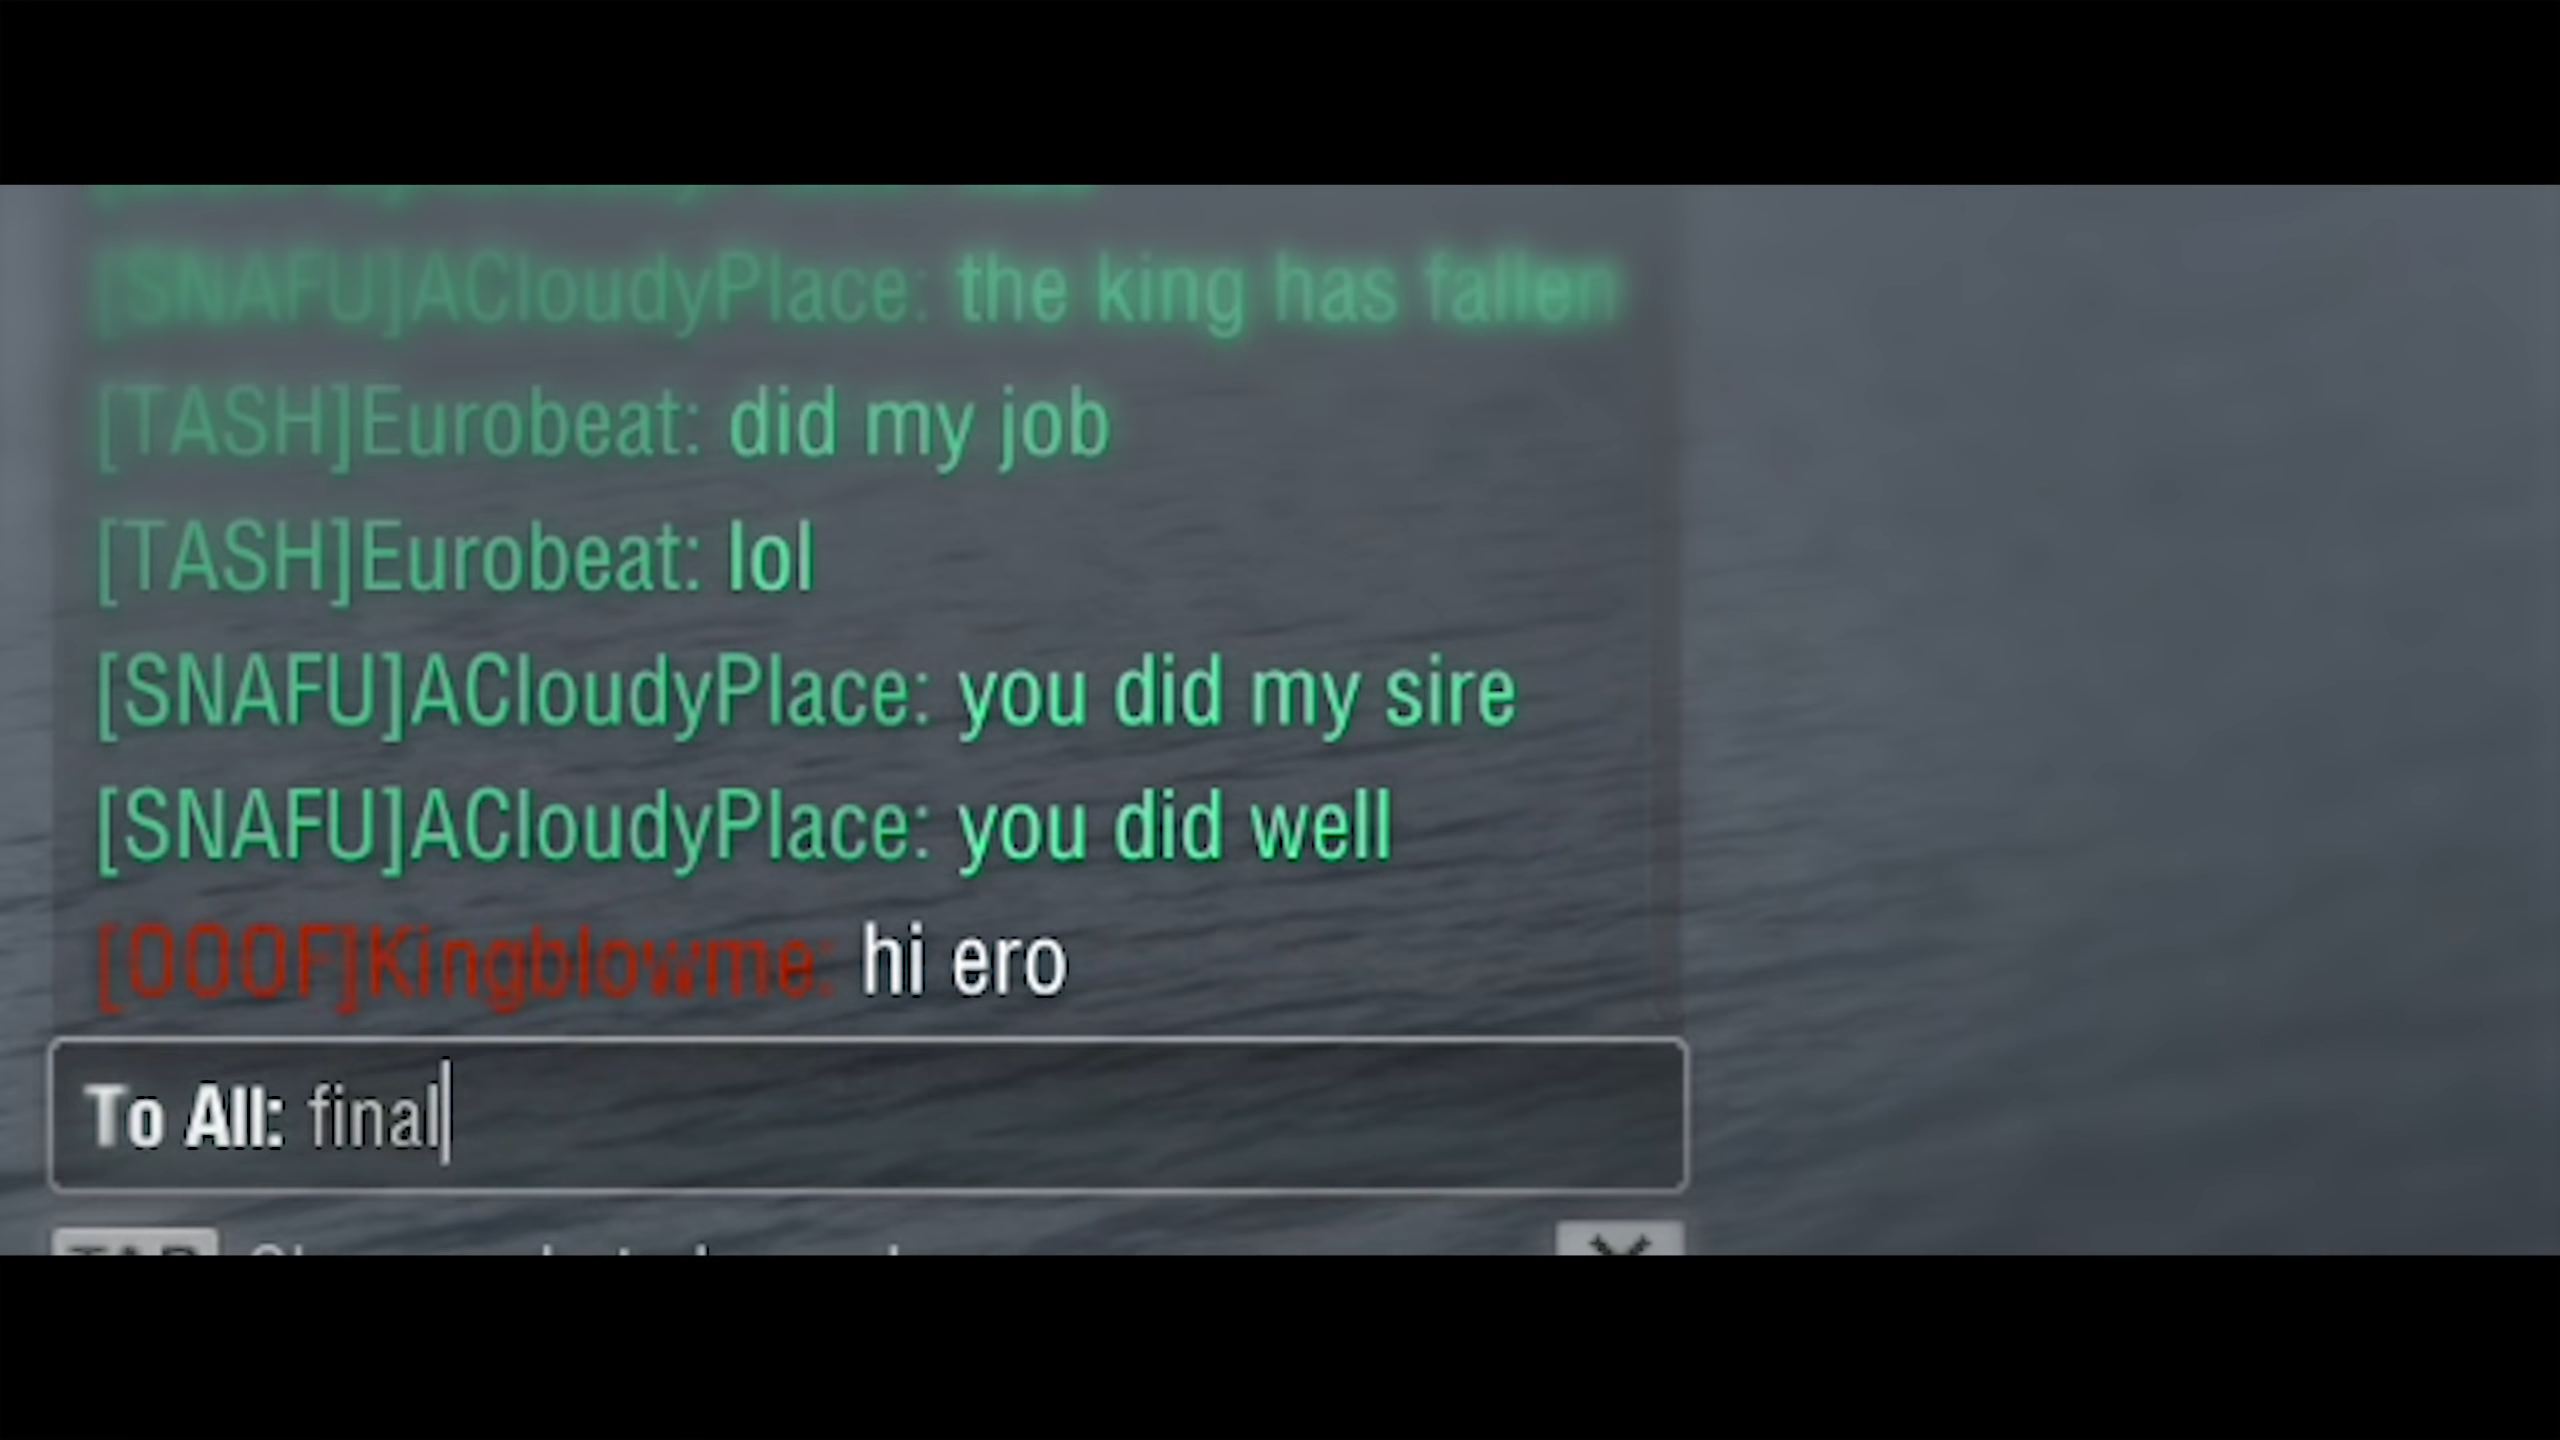 [SNAFU]ACloudyPlace: the king has fallen
[TASH]Eurobeat: did my job
[TASH]Eurobeat: lol
[SNAFU]ACloudyPlace: you did my sire
[SNAFU]ACloudyPlace: you did well
[OOOF]Kingblowme: hi ero
To All: final